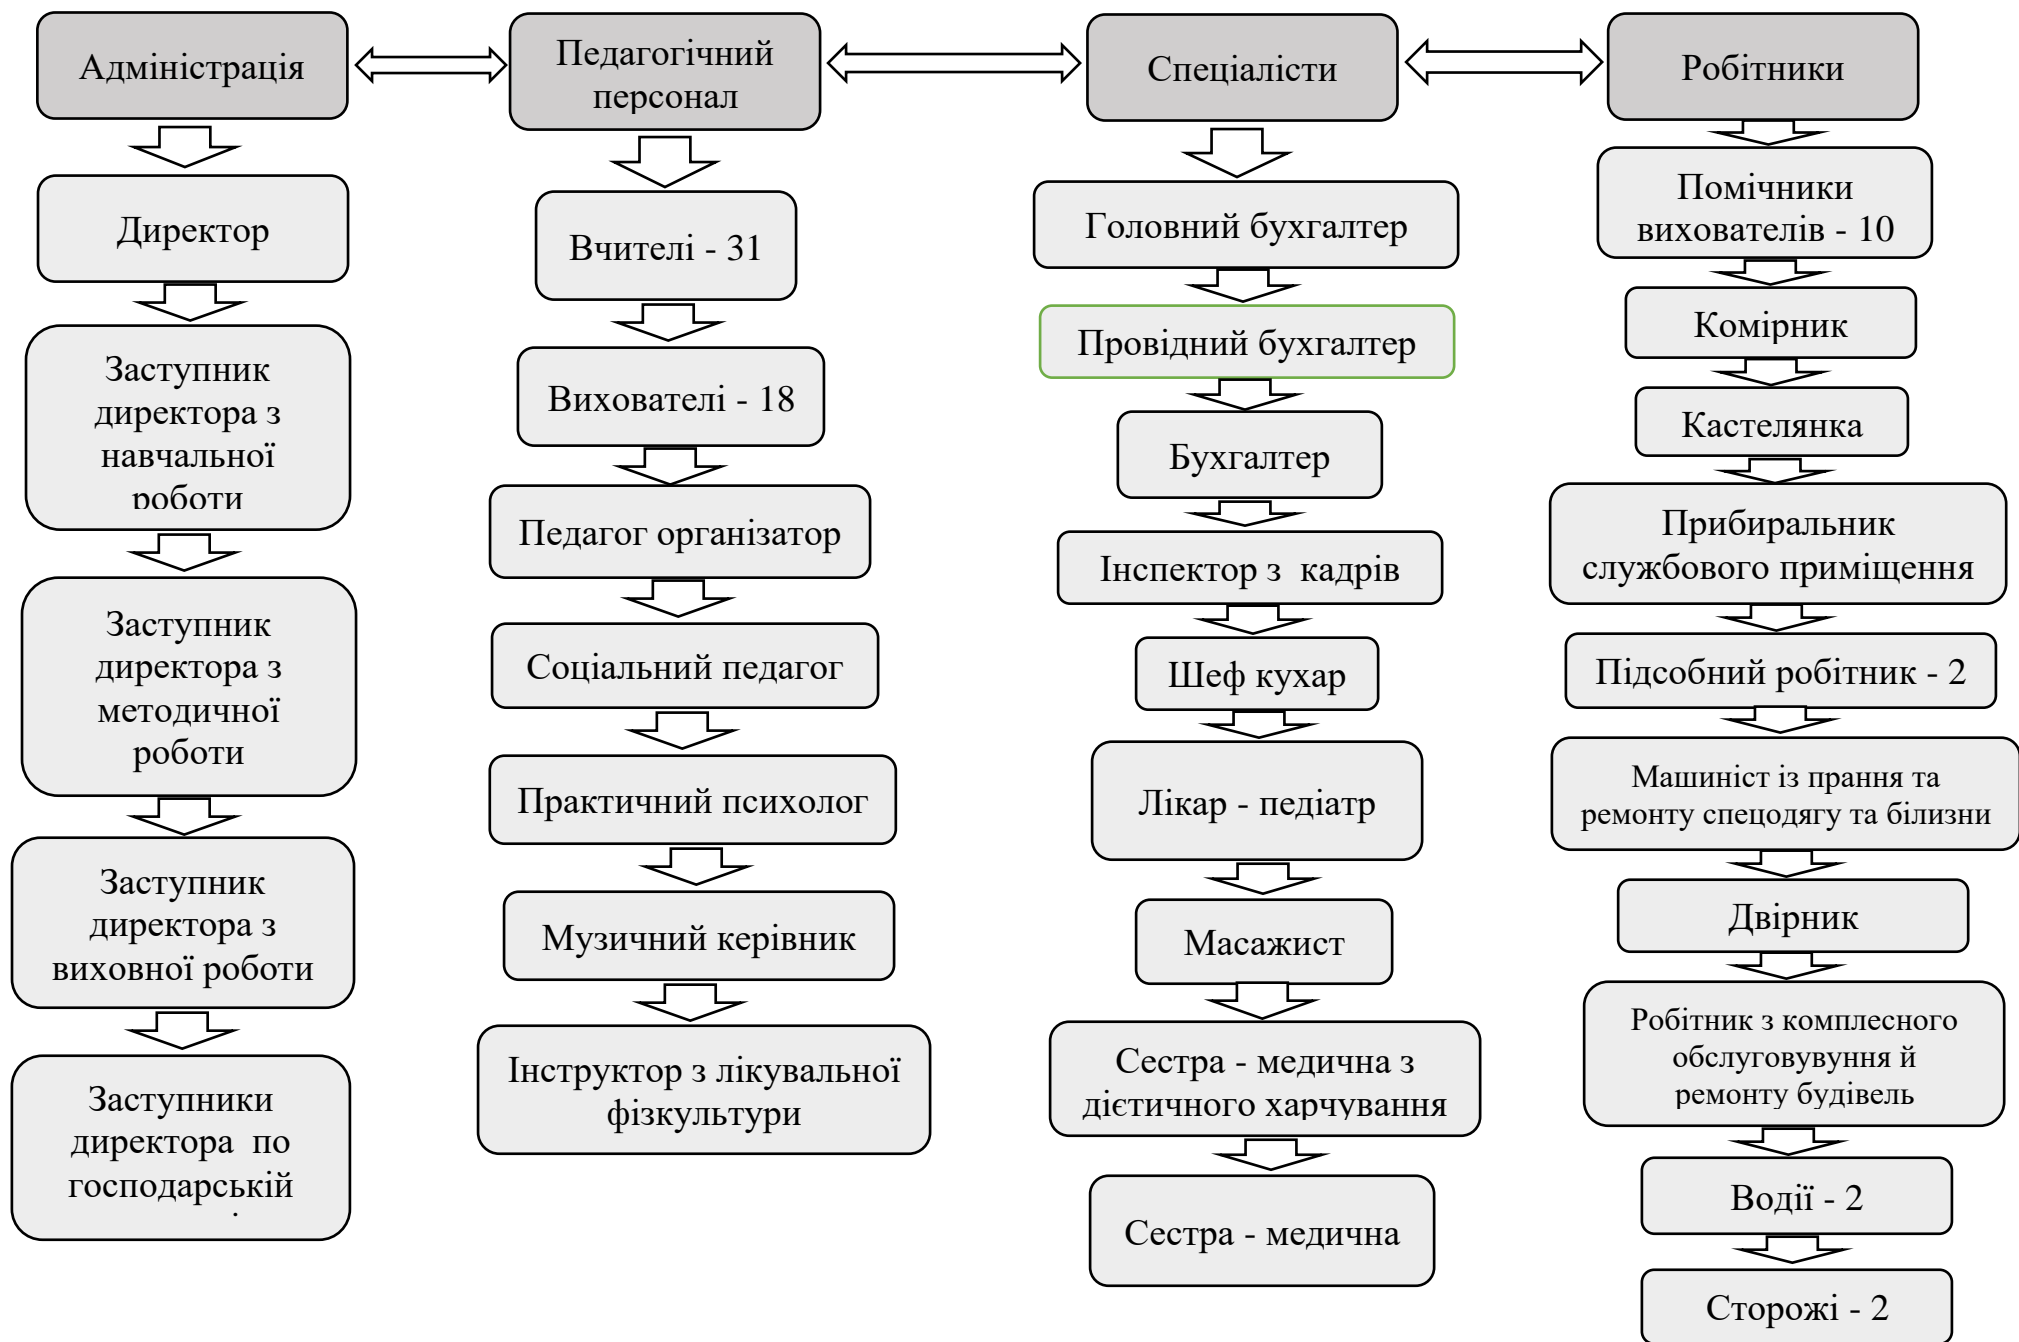 Адміністрація
Директор
Заступник
директора з
навчальної
роботи
Заступник
директора з
методичної
роботи
Заступник
директора з
виховної роботи
Заступники
директора по
господарській
Педагогічний
персонал
Вчителі - 31
Вихователі - 18
Педагог організатор
Соціальний педагог
Практичний психолог
Музичний керівник
Інструктор з лікувальної
фізкультури
Спеціалісти
Головний бухгалтер
Провідний бухгалтер
Бухгалтер
Інспектор з кадрів
Шеф кухар
Лікар - педіатр
Масажист
Сестра - медична з
дієтичного харчування
Сестра - медична
Робітники
Помічники
вихователів - 10
Комірник
Кастелянка
Прибиральник
службового приміщення
Підсобний робітник - 2
Машиніст із прання та
ремонту спецодягу та білизни
Двірник
Робітник з комплесного
обслуговувуння й
ремонту будівель
Водії - 2
Сторожі - 2